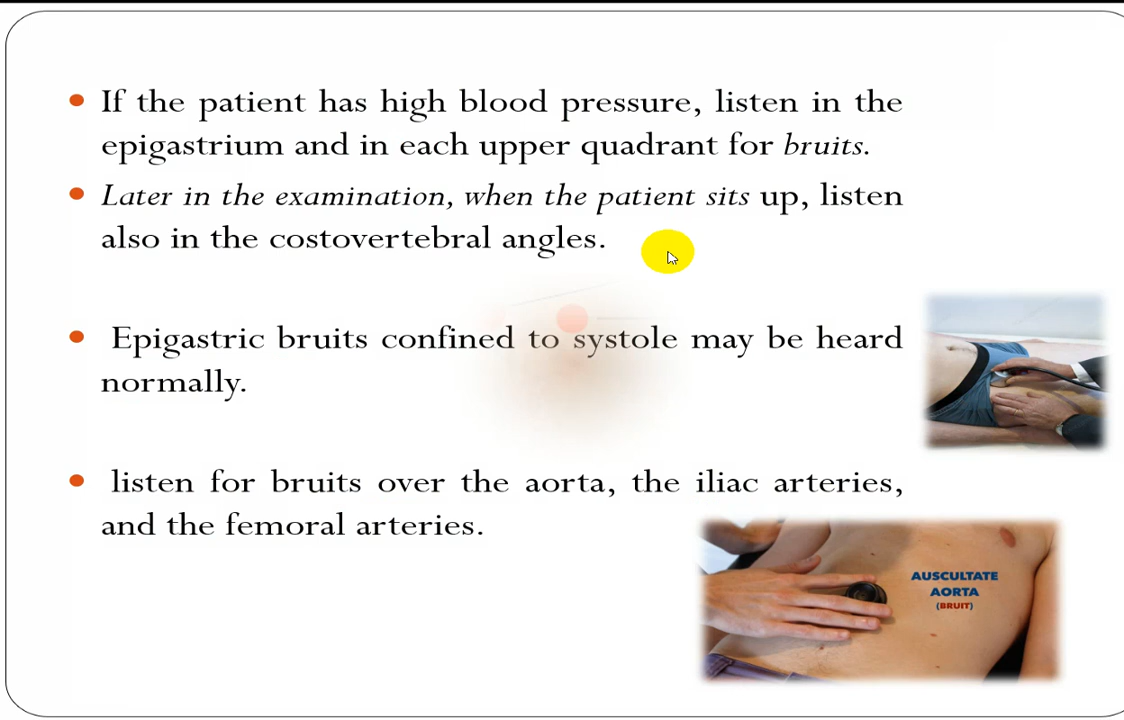 If the patient has high blood pressure, listen in the
epigastrium and in each upper quadrant for bruits.
Later in the examination, when the patient sits up, listen
also in the costovertebral angles.
Epigastric bruits confined to systole may be heard
normally.
listen for bruits over the aorta, the iliac arteries,
and the femoral arteries.
AUSCULTATE
AORTA
(BRUIT)